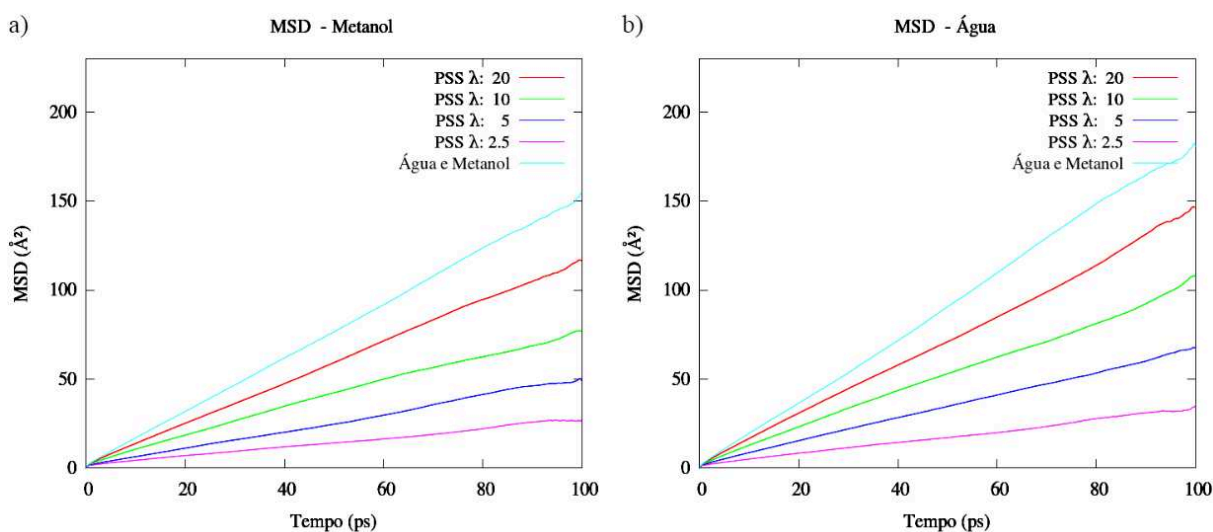 a)
MSD - Metanol
PSS λ: 20
PSS λ: 10
PSS λ: 5
PSS λ: 2.5
Água e Metanol
MSD (Å²)
200
150
100
50
0
0 20 40 60 80 100
Tempo (ps)
b)
MSD - Água
PSS λ: 20
PSS λ: 10
PSS λ: 5
PSS λ: 2.5
Água e Metanol
MSD (Å²)
200
150
100
50
0
0 20 40 60 80 100
Tempo (ps)